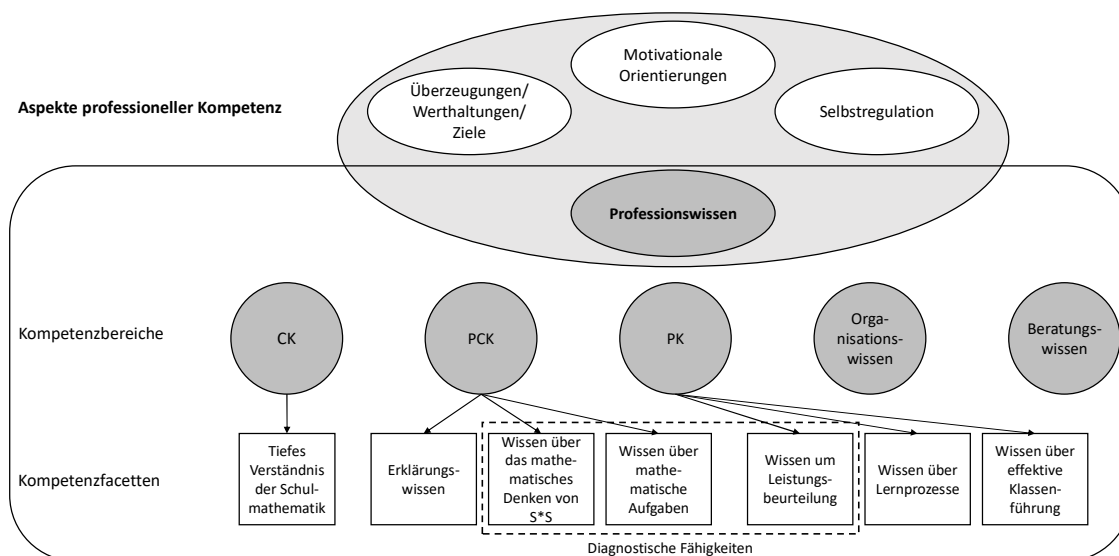 Motivationale
Orientierungen
Aspekte professioneller Kompetenz
Überzeugungen/
Werthaltungen/
Ziele
Selbstregulation
Professionswissen
Kompetenzbereiche
CK
PCK
PK
Orga-
nisations-
wissen
Beratungs-
wissen
Kompetenzfacetten
Tiefes
Verständnis
der Schul-
mathematik
Erklärungs-
wissen
Wissen über
das mathe-
matisches
Denken von
S*S
Wissen über
mathe-
matische
Aufgaben
Wissen um
Leistungs-
beurteilung
Wissen über
Lernprozesse
Wissen über
effektive
Klassen-
führung
Diagnostische Fähigkeiten